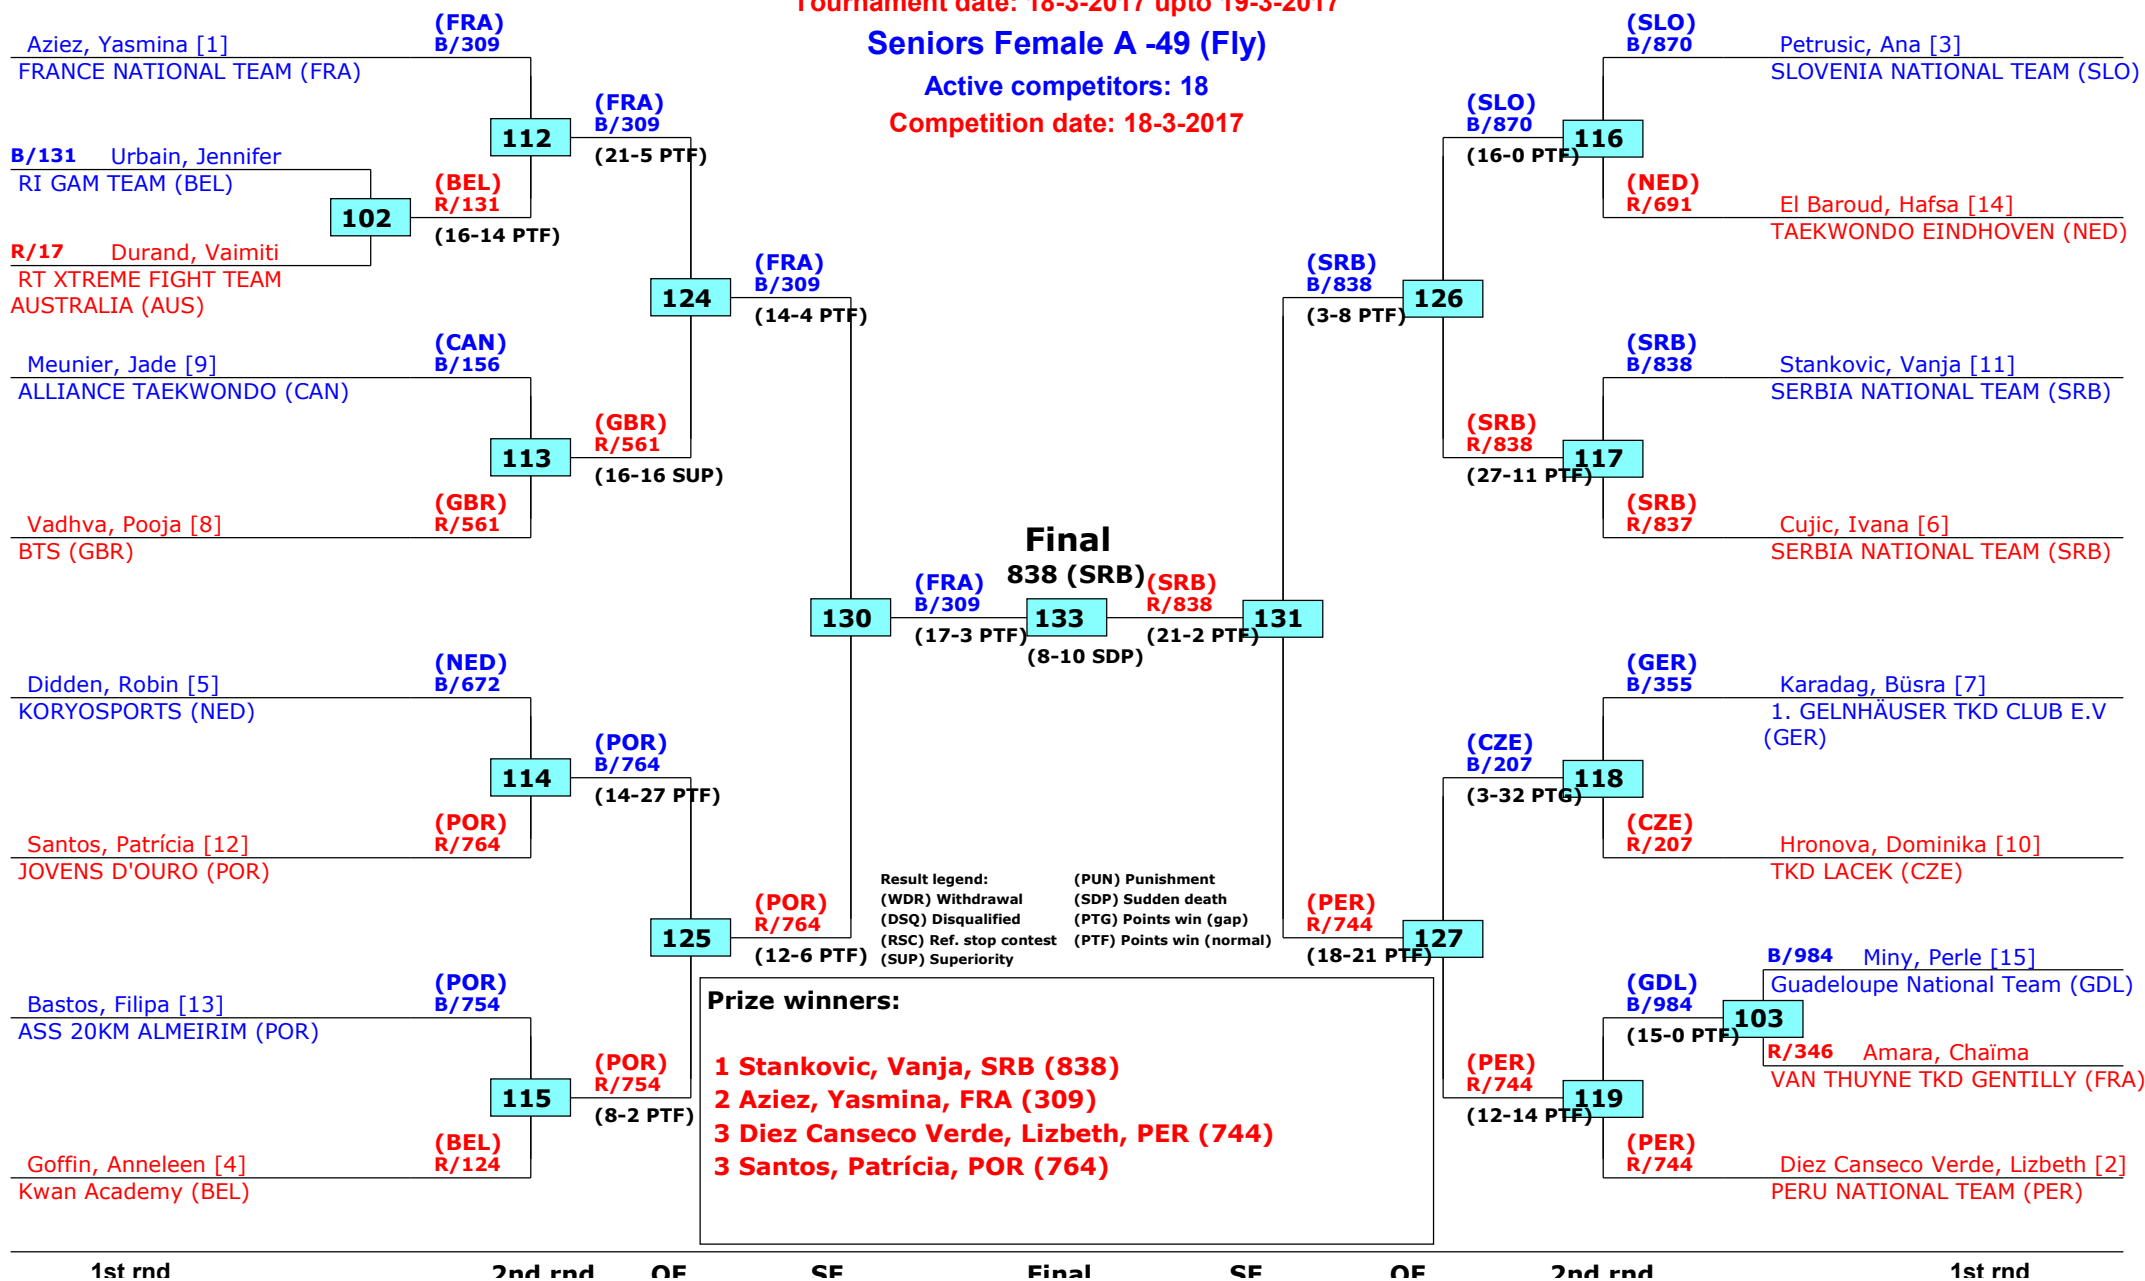 Tournament date: 18-3-2017 upto 19-3-2017
Seniors Female A -49 (Fly)
Active competitors: 18
Competition date: 18-3-2017
Aziez, Yasmina [1]
FRANCE NATIONAL TEAM (FRA)
(FRA)
B/309
B/131 Urbain, Jennifer
RI GAM TEAM (BEL)
102
R/17 Durand, Vaimiti
RT XTREME FIGHT TEAM
AUSTRALIA (AUS)
(BEL)
R/131
(16-14 PTF)
112
(FRA)
B/309
(21-5 PTF)
Meunier, Jade [9]
ALLIANCE TAEKWONDO (CAN)
(CAN)
B/156
113
(GBR)
R/561
(16-16 SUP)
Vadhva, Pooja [8]
BTS (GBR)
(GBR)
R/561
124
(FRA)
B/309
(14-4 PTF)
Didden, Robin [5]
KORYOSPORTS (NED)
(NED)
B/672
114
(POR)
B/764
(14-27 PTF)
Santos, Patrícia [12]
JOVENS D'OURO (POR)
(POR)
R/764
125
(POR)
R/764
(12-6 PTF)
Bastos, Filipa [13]
ASS 20KM ALMEIRIM (POR)
(POR)
B/754
115
(POR)
R/754
(8-2 PTF)
Goffin, Anneleen [4]
Kwan Academy (BEL)
(BEL)
R/124
130
(FRA)
B/309
(17-3 PTF)
Final
838 (SRB)
133
(8-10 SDP)
(SRB)
R/838
(21-2 PTF)
131
(SLO)
B/870
Petrusic, Ana [3]
SLOVENIA NATIONAL TEAM (SLO)
(SLO)
B/870
(16-0 PTF)
116
(NED)
R/691
El Baroud, Hafsa [14]
TAEKWONDO EINDHOVEN (NED)
(SRB)
B/838
(3-8 PTF)
126
(SRB)
B/838
Stankovic, Vanja [11]
SERBIA NATIONAL TEAM (SRB)
(SRB)
R/838
(27-11 PTF)
117
(SRB)
R/837
Cujic, Ivana [6]
SERBIA NATIONAL TEAM (SRB)
(GER)
B/355
Karadag, Büsra [7]
1. GELNHÄUSER TKD CLUB E.V
(GER)
(CZE)
B/207
(3-32 PTG)
118
(CZE)
R/207
Hronova, Dominika [10]
TKD LACEK (CZE)
(PER)
R/744
(18-21 PTF)
127
B/984 Miny, Perle [15]
Guadeloupe National Team (GDL)
(GDL)
B/984
(15-0 PTF)
103
R/346 Amara, Chaïma
VAN THUYNE TKD GENTILLY (FRA)
(PER)
R/744
(12-14 PTF)
119
(PER)
R/744
Diez Canseco Verde, Lizbeth [2]
PERU NATIONAL TEAM (PER)
Result legend: (PUN) Punishment
(WDR) Withdrawal (SDP) Sudden death
(DSQ) Disqualified (PTG) Points win (gap)
(RSC) Ref. stop contest (PTF) Points win (normal)
(SUP) Superiority
Prize winners:
1 Stankovic, Vanja, SRB (838)
2 Aziez, Yasmina, FRA (309)
3 Diez Canseco Verde, Lizbeth, PER (744)
3 Santos, Patrícia, POR (764)
1st rnd 2nd rnd QF SF Final SF QF 2nd rnd 1st rnd